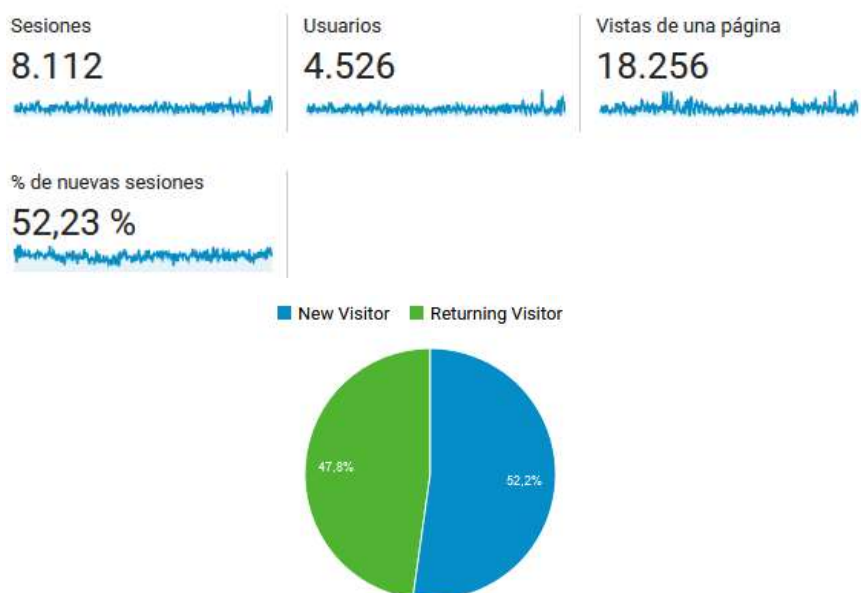 Sesiones
8.112
Usuarios
4.526
Vistas de una página
18.256
% de nuevas sesiones
52,23 %
New Visitor
Returning Visitor
47,8%
52,2%